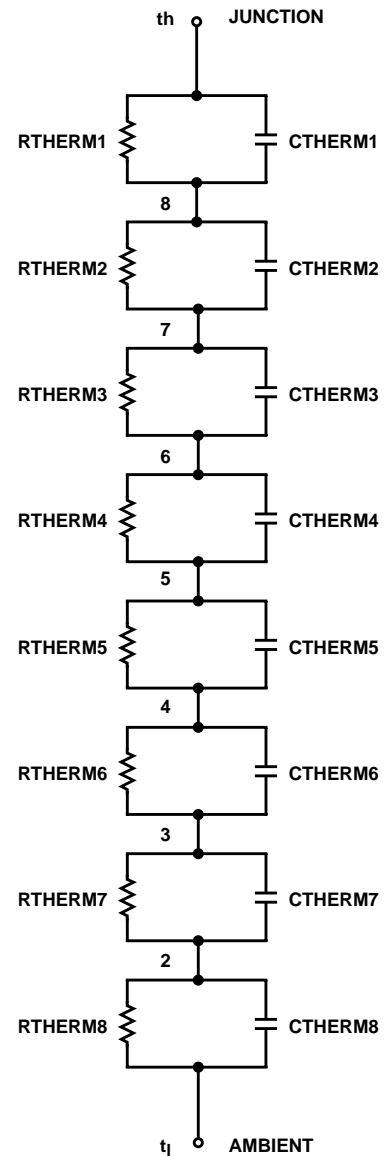 th JUNCTION
RTHERM1 CTHERM1
8
RTHERM2 CTHERM2
7
RTHERM3 CTHERM3
6
RTHERM4 CTHERM4
5
RTHERM5 CTHERM5
4
RTHERM6 CTHERM6
3
RTHERM7 CTHERM7
2
RTHERM8 CTHERM8
tl AMBIENT